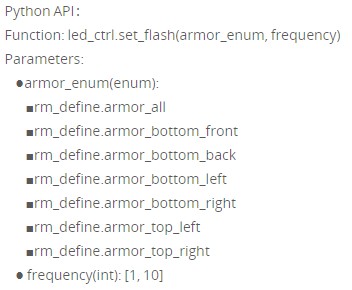 Python API：
Function: led_ctrl.set_flash(armor_enum, frequency)
Parameters:
●armor_enum(enum):
■rm_define.armor_all
■rm_define.armor_bottom_front
■rm_define.armor_bottom_back
■rm_define.armor_bottom_left
■rm_define.armor_bottom_right
■rm_define.armor_top_left
■rm_define.armor_top_right
● frequency(int): [1, 10]